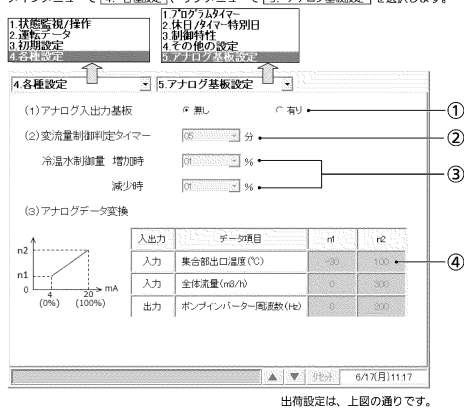 メインメニューで 4. 各種設定、サブメニューで 5. アナログ基板設定 を選択します。
1.状態監視/操作
2.運転データ
3.初期設定
4.各種設定
1.プログラムタイマー
2.休日/タイマー特別日
3.制御特性
4.その他の設定
5.アナログ基板設定
4.各種設定
5.アナログ基板設定
(1)アナログ入出力基板 無し 有り ①
(2)変流量制御判定タイマー 05 分 ②
冷温水制御量 増加時 01 %
減少時 01 % ③
(3)アナログデータ変換
n2
n1
0 4 20 mA
(0%) (100%)
入出力 データ項目 n1 n2
入力 集合部出口温度(℃) -30 100 ④
入力 全体流量(m3/h) 0 300
出力 ポンプインバーター周波数(Hz) 0 200
▲ ▼ リセット 6/17(月)11:17
出荷設定は、上図の通りです。